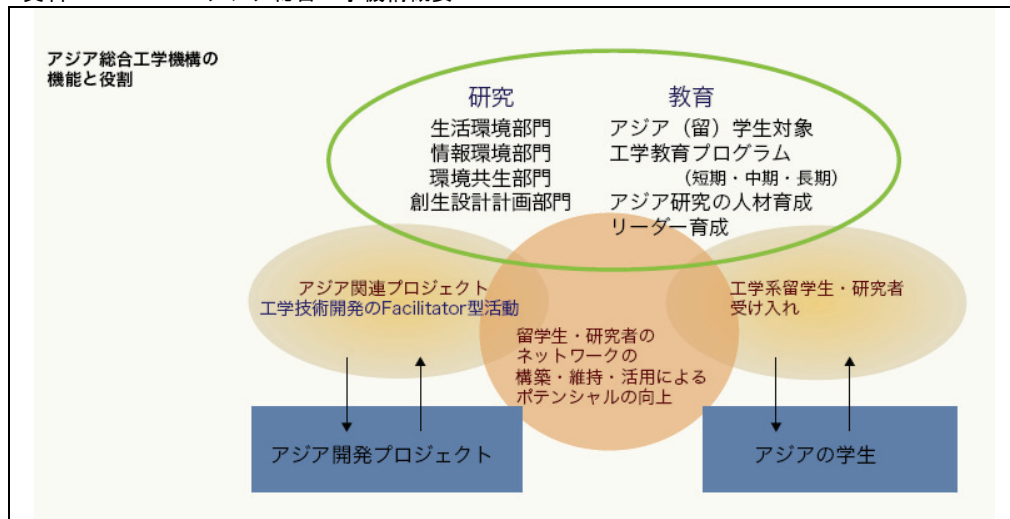 アジア総合工学機構の
機能と役割
研究
生活環境部門
情報環境部門
環境共生部門
創生設計計画部門
教育
アジア（留）学生対象
工学教育プログラム
（短期・中期・長期）
アジア研究の人材育成
リーダー育成
アジア関連プロジェクト
工学技術開発のFacilitator型活動
留学生・研究者の
ネットワークの
構築・維持・活用による
ポテンシャルの向上
工学系留学生・研究者
受け入れ
アジア開発プロジェクト
アジアの学生